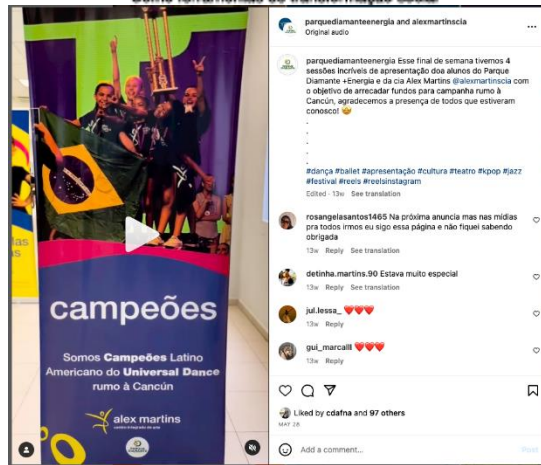 parquediamanteenergia and alexmartinscia
Original audio
parquediamanteenergia Esse final de semana tivemos 4
sessões incríveis de apresentação doa alunos do Parque
Diamante +Energia e da cia Alex Martins @alexmartinscia com
o objetivo de arrecadar fundos para campanha rumo à
Cancún, agradecemos a presença de todos que estiveram
conosco! 🤩
.
.
.
.
.
#dança #ballet #apresentação #cultura #teatro #kpop #jazz
#festival #reels #reelsinstagram
Edited · 13w See translation
rosangelasantos1465 Na próxima anuncia mas nas mídias
pra todos irmos eu sigo essa página e não fiquei sabendo
obrigada
13w Reply See translation
detinha.martins.90 Estava muito especial
13w Reply See translation
jul.lessa_ ❤️❤️❤️
13w Reply
gui_marcalll ❤️❤️❤️
13w Reply
Liked by cdafna and 97 others
MAY 28
Add a comment...
Post
campeões
Somos Campeões Latino
Americano do Universal Dance
rumo à Cancún
alex martins